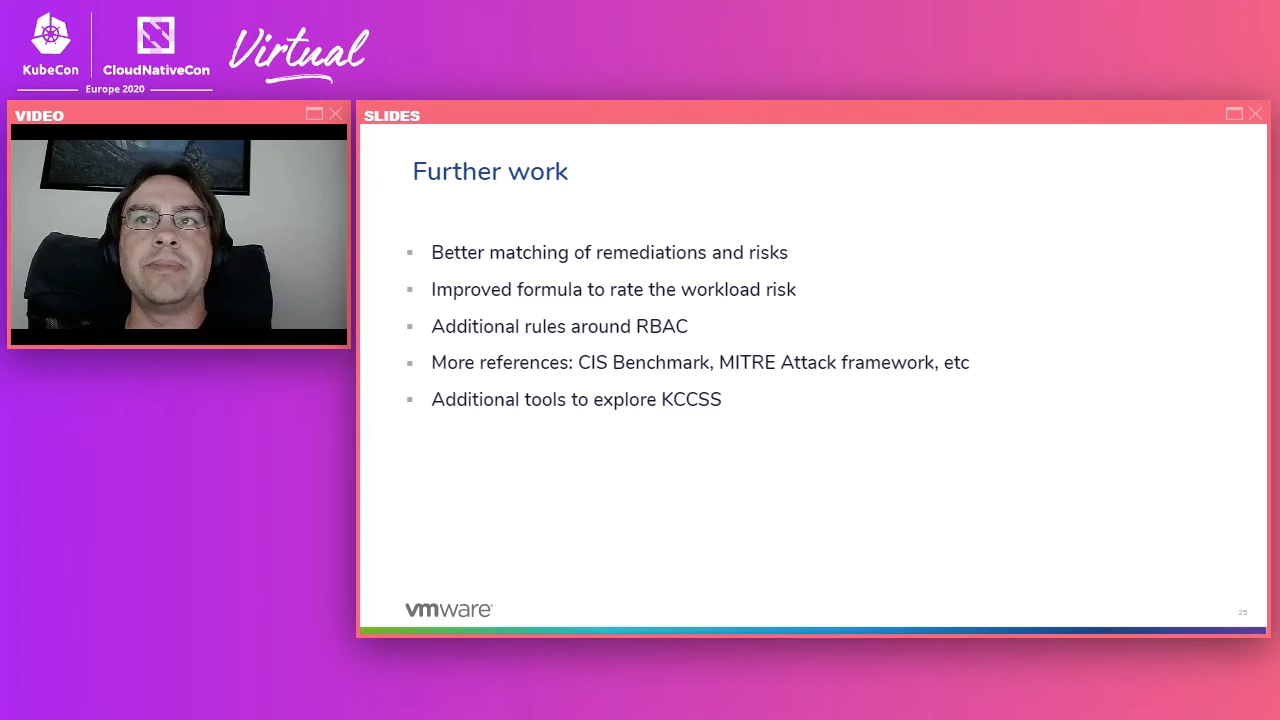 KubeCon
CloudNativeCon
Europe 2020
Virtual
VIDEO
SLIDES
Further work
Better matching of remediations and risks
Improved formula to rate the workload risk
Additional rules around RBAC
More references: CIS Benchmark, MITRE Attack framework, etc
Additional tools to explore KCCSS
vmware
25